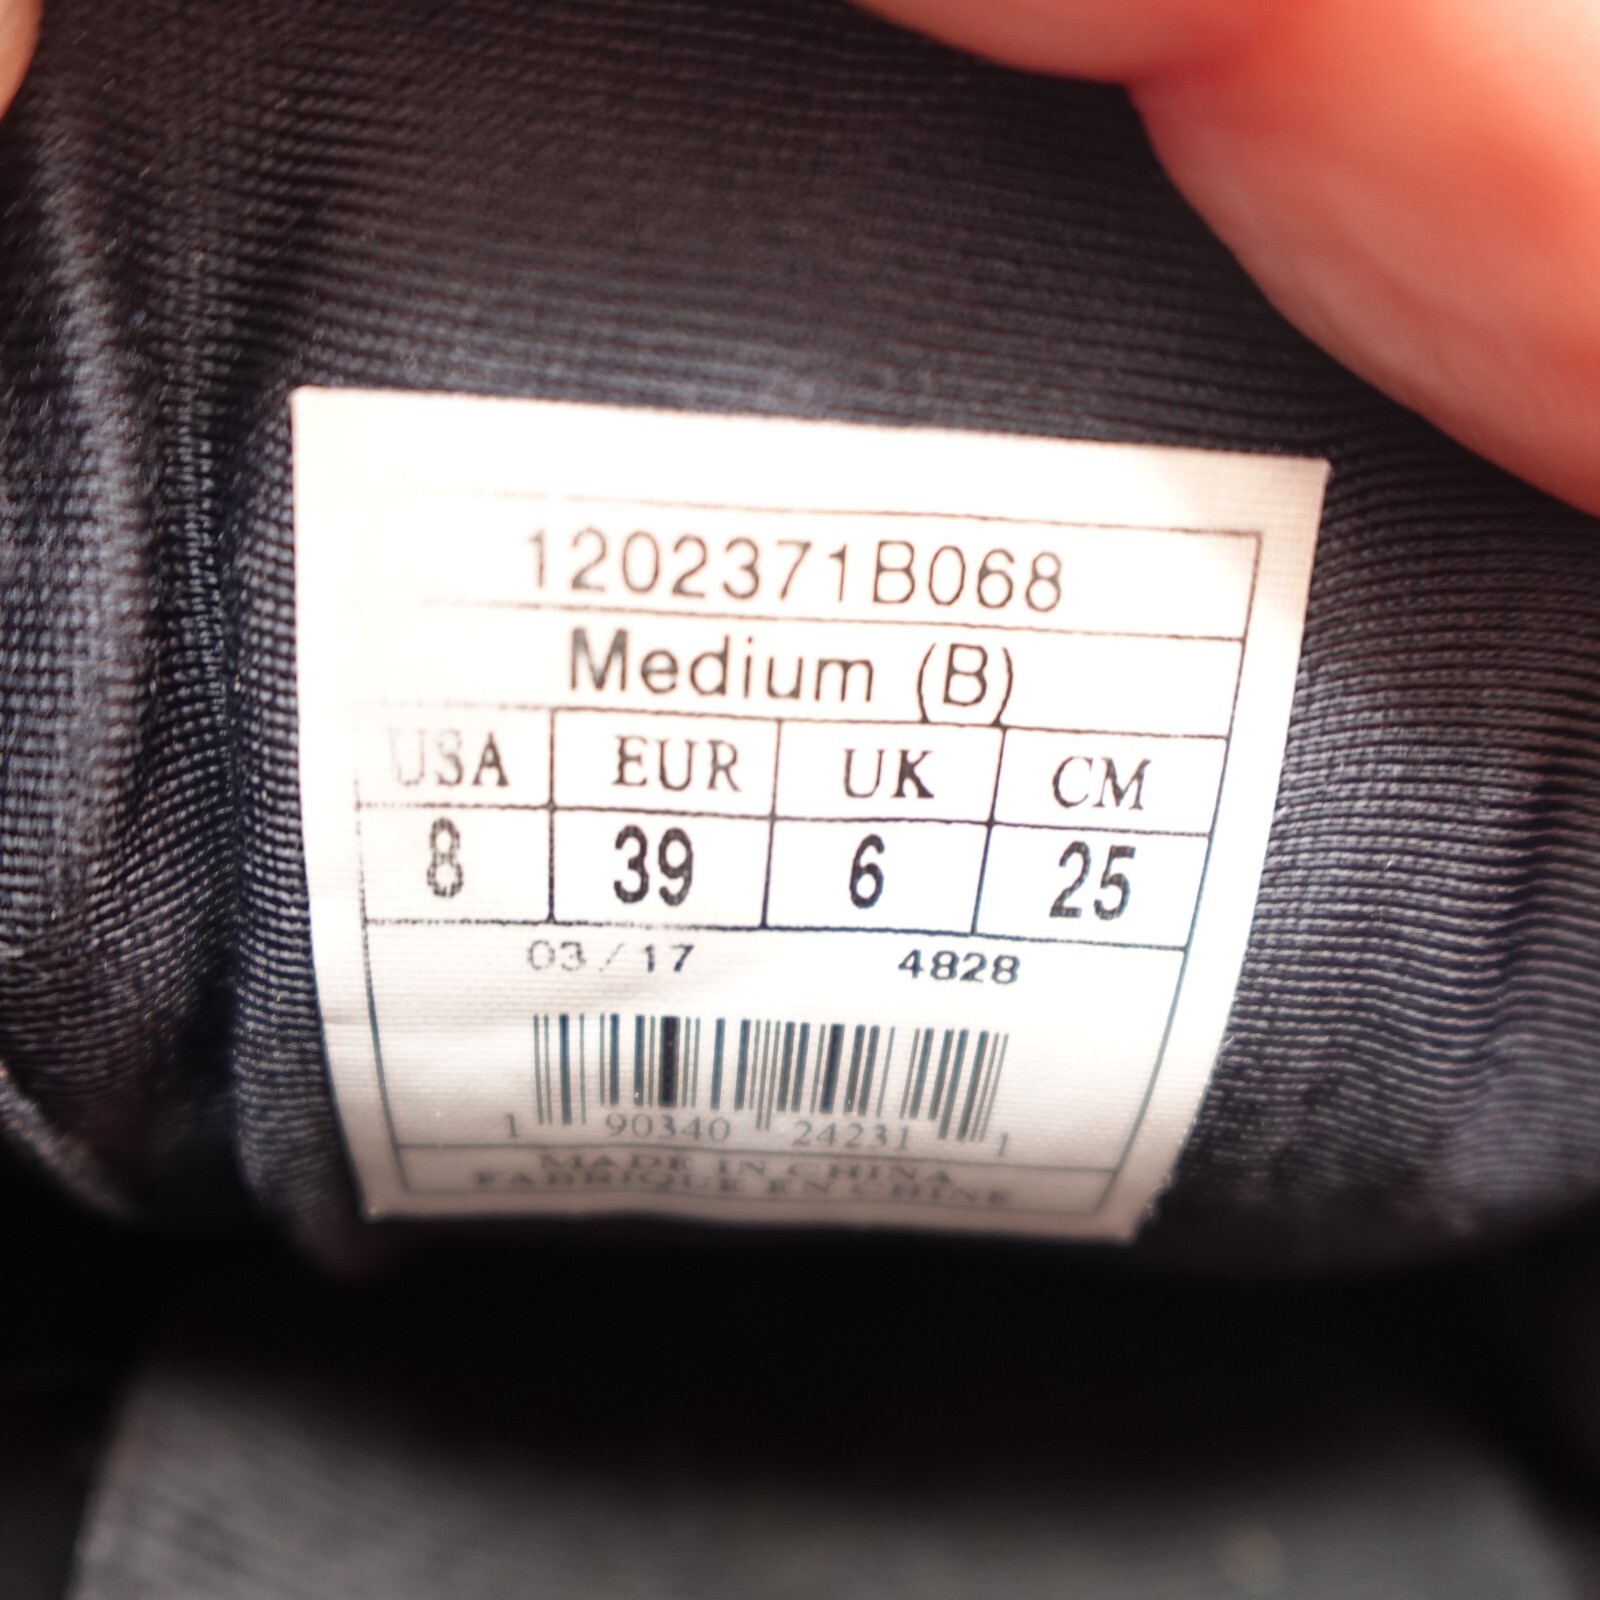 1202371B068
Medium (B)
USA EUR UK CM
8 39 6 25
03/17 4828
1 90340 24231 1
MADE IN CHINA
FABRIQUE EN CHINE